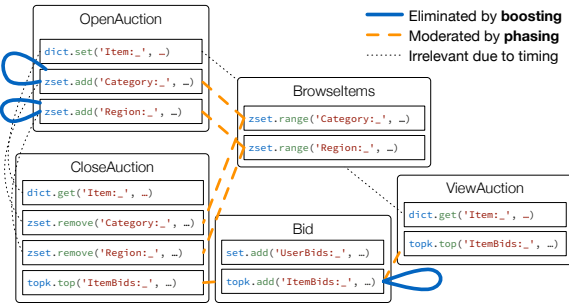 OpenAuction
dict.set('Item:_', …)
zset.add('Category:_', …)
zset.add('Region:_', …)
Eliminated by boosting
Moderated by phasing
Irrelevant due to timing
BrowseItems
zset.range('Category:_', …)
zset.range('Region:_', …)
CloseAuction
dict.get('Item:_', …)
zset.remove('Category:_', …)
zset.remove('Region:_', …)
topk.top('ItemBids:_', …)
Bid
set.add('UserBids:_', …)
topk.add('ItemBids:_', …)
ViewAuction
dict.get('Item:_', …)
topk.top('ItemBids:_', …)